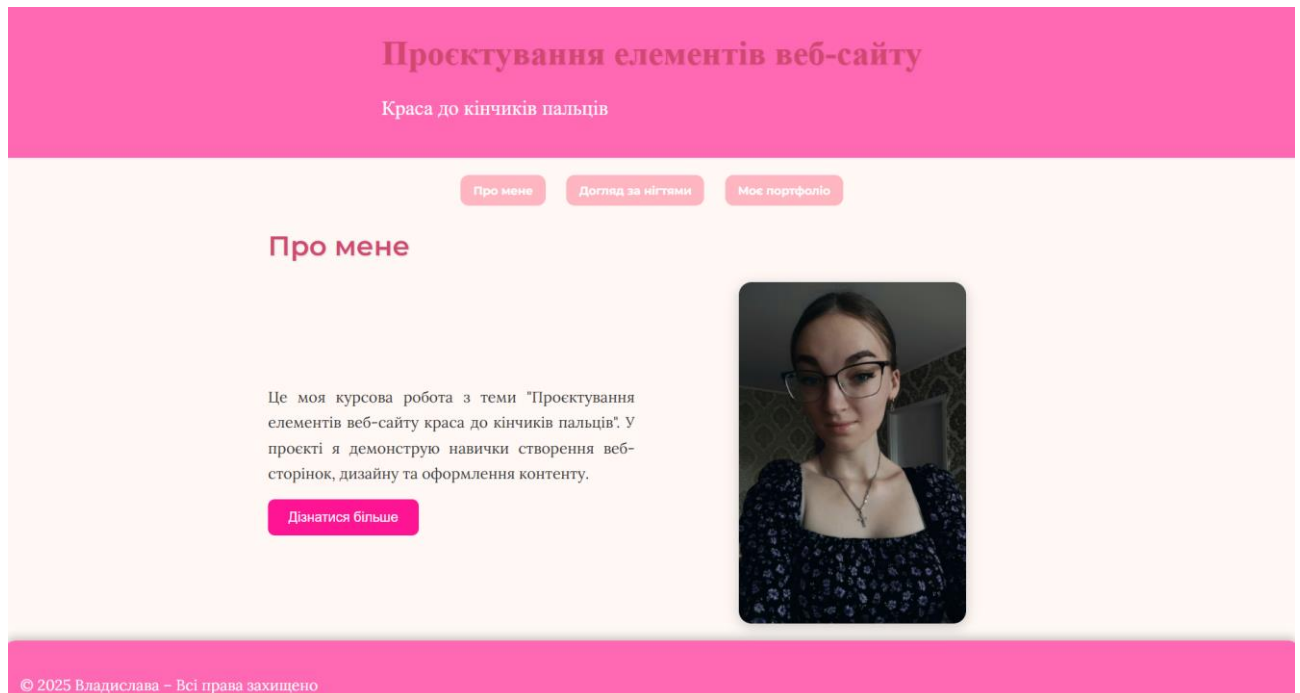 Проєктування елементів веб-сайту
Краса до кінчиків пальців
Про мене
Догляд за нігтями
Моє портфоліо
Про мене
Це моя курсова робота з теми "Проєктування
елементів веб-сайту краса до кінчиків пальців". У
проєкті я демонструю навички створення веб-
сторінок, дизайну та оформлення контенту.
Дізнатися більше
© 2025 Владислава – Всі права захищено